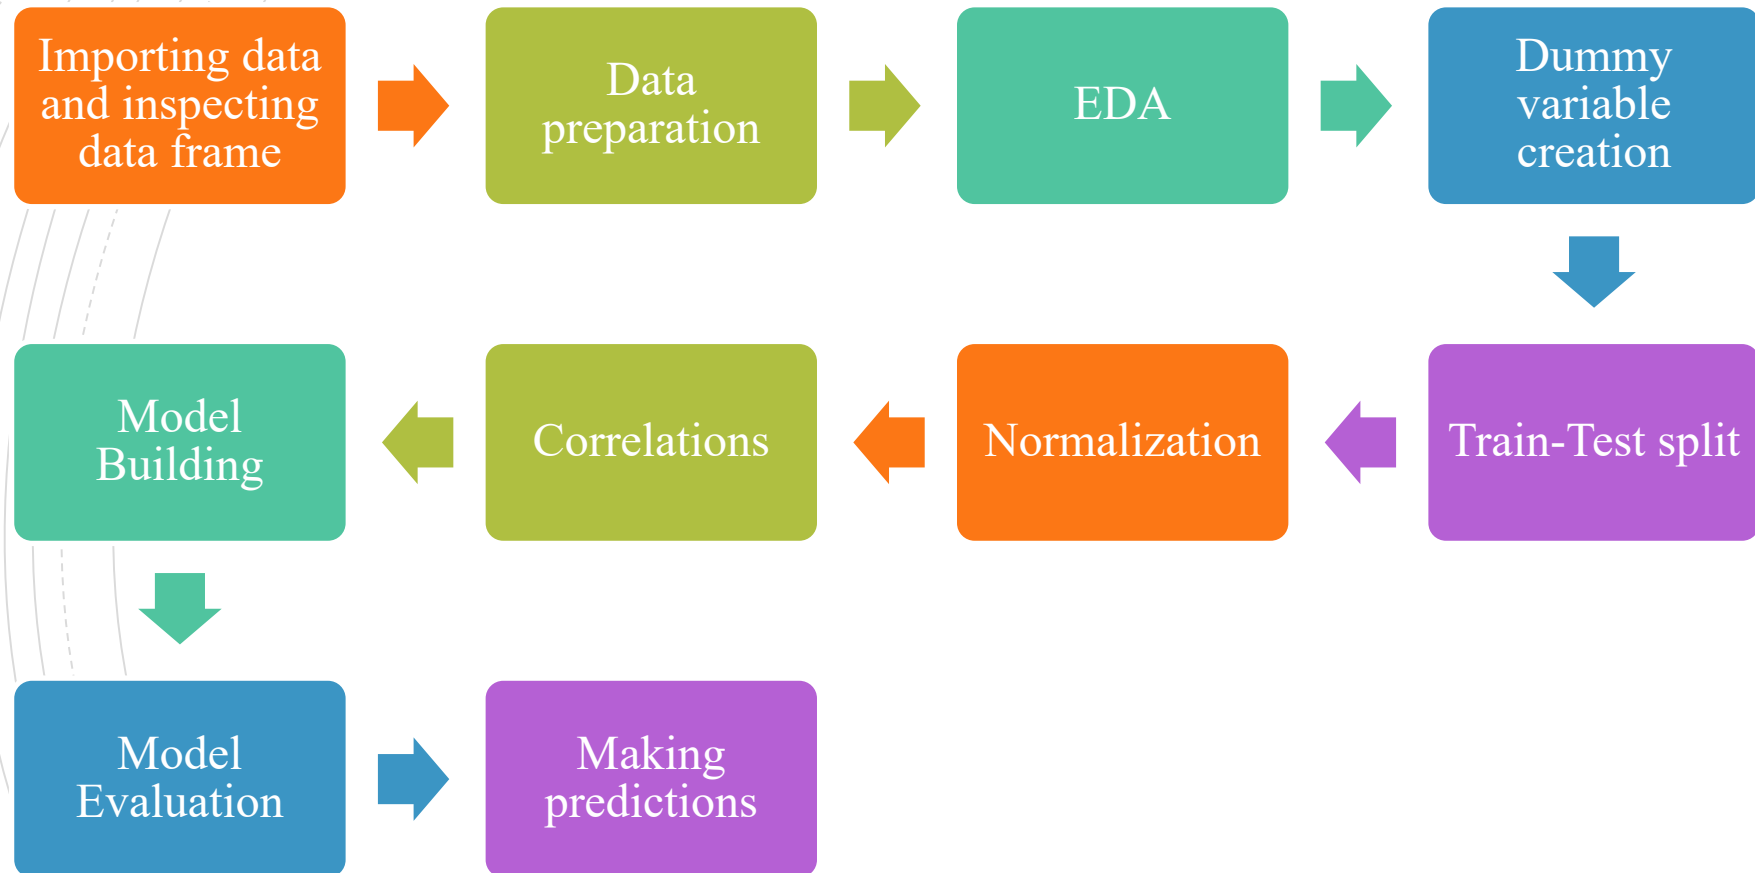 Importing data
and inspecting
data frame
Data
preparation
EDA
Dummy
variable
creation
Train-Test split
Normalization
Correlations
Model
Building
Model
Evaluation
Making
predictions